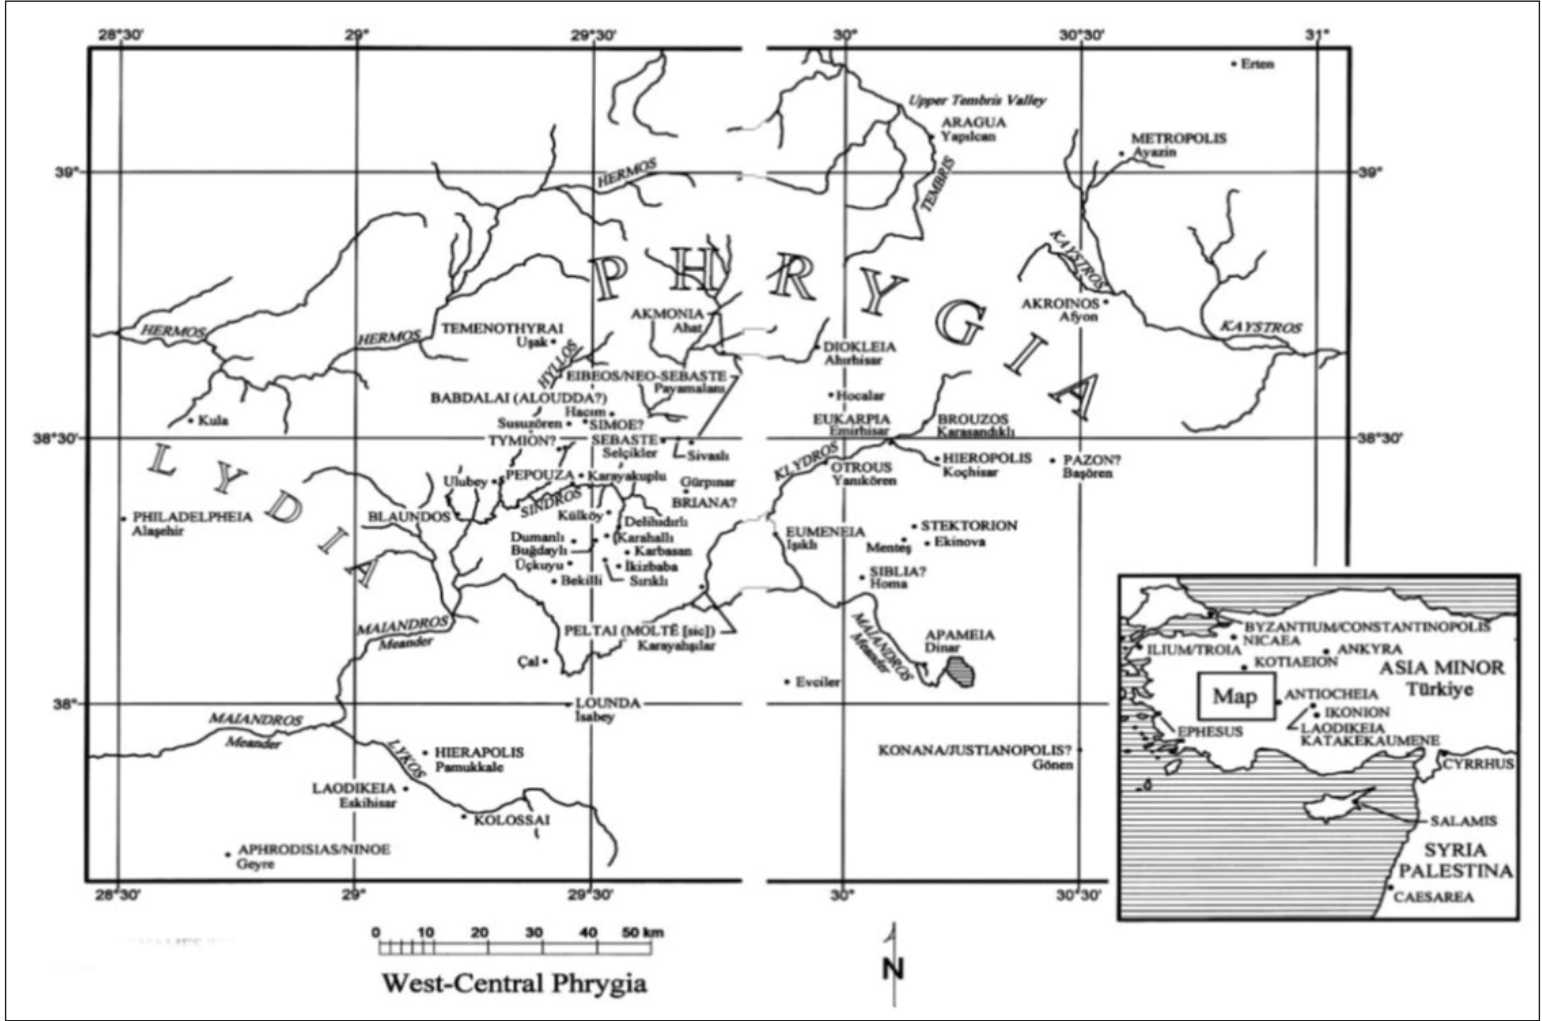 28°30' 29° 29°30' 30° 30°30' 31°
Erten
Upper Tembris Valley
ARAGUA
Yapılcan
METROPOLIS
Ayazin
39° 39°
HERMOS
TEMBRIS
PHRYGIA
KAYSTROS
AKROINOS
Afyon
KAYSTROS
HERMOS
HERMOS
TEMENOTHYRAI
Uşak
AKMONIA
Ahat
DIOKLEIA
Ahırhisar
HYLLOS
EIBEOS/NEO-SEBASTE
Payamalanı
Hocalar
BABDALAI (ALOUDDA?)
Hacım
Susuzören
SIMOE?
Kula
EUKARPIA
Emirhisar
BROUZOS
Karasandıklı
38°30' 38°30'
TYMION?
SEBASTE
Selçikler
Sivaslı
LYDIA
KLYDROS
OTROUS
Yanıkören
HIEROPOLIS
Koçhisar
PAZON?
Başören
Ulubey
PEPOUZA
Karayakuplu
Gürpınar
BRIANA?
SINDROS
PHILADELPHEIA
Alaşehir
BLAUNDOS
Külköy
Delihıdırlı
Karahallı
STEKTORION
Dumanlı
Buğdaylı
Üçkuyu
Karbasan
İkizbaba
Sırıklı
Bekilli
EUMENEIA
Işıklı
Menteş
Ekinova
SIBLIA?
Homa
MAIANDROS
Meander
PELTAI (MOLTĒ [sic])
Karayahşılar
MAIANDROS
Meander
APAMEIA
Dinar
Çal
Evciler
38°
LOUNDA
İsabey
MAIANDROS
Meander
LYKOS
HIERAPOLIS
Pamukkale
KONANA/JUSTIANOPOLIS?
Gönen
LAODIKEIA
Eskihisar
KOLOSSAI
APHRODISIAS/NINOE
Geyre
28°30' 29° 29°30' 30° 30°30'
BYZANTIUM/CONSTANTINOPOLIS
NICAEA
ILIUM/TROIA
ANKYRA
KOTIAEION
ASIA MINOR
Türkiye
Map
ANTIOCHEIA
IKONION
EPHESUS
LAODIKEIA
KATAKEKAUMENE
CYRRHUS
SALAMIS
SYRIA
PALESTINA
CAESAREA
0 10 20 30 40 50 km
West-Central Phrygia
N